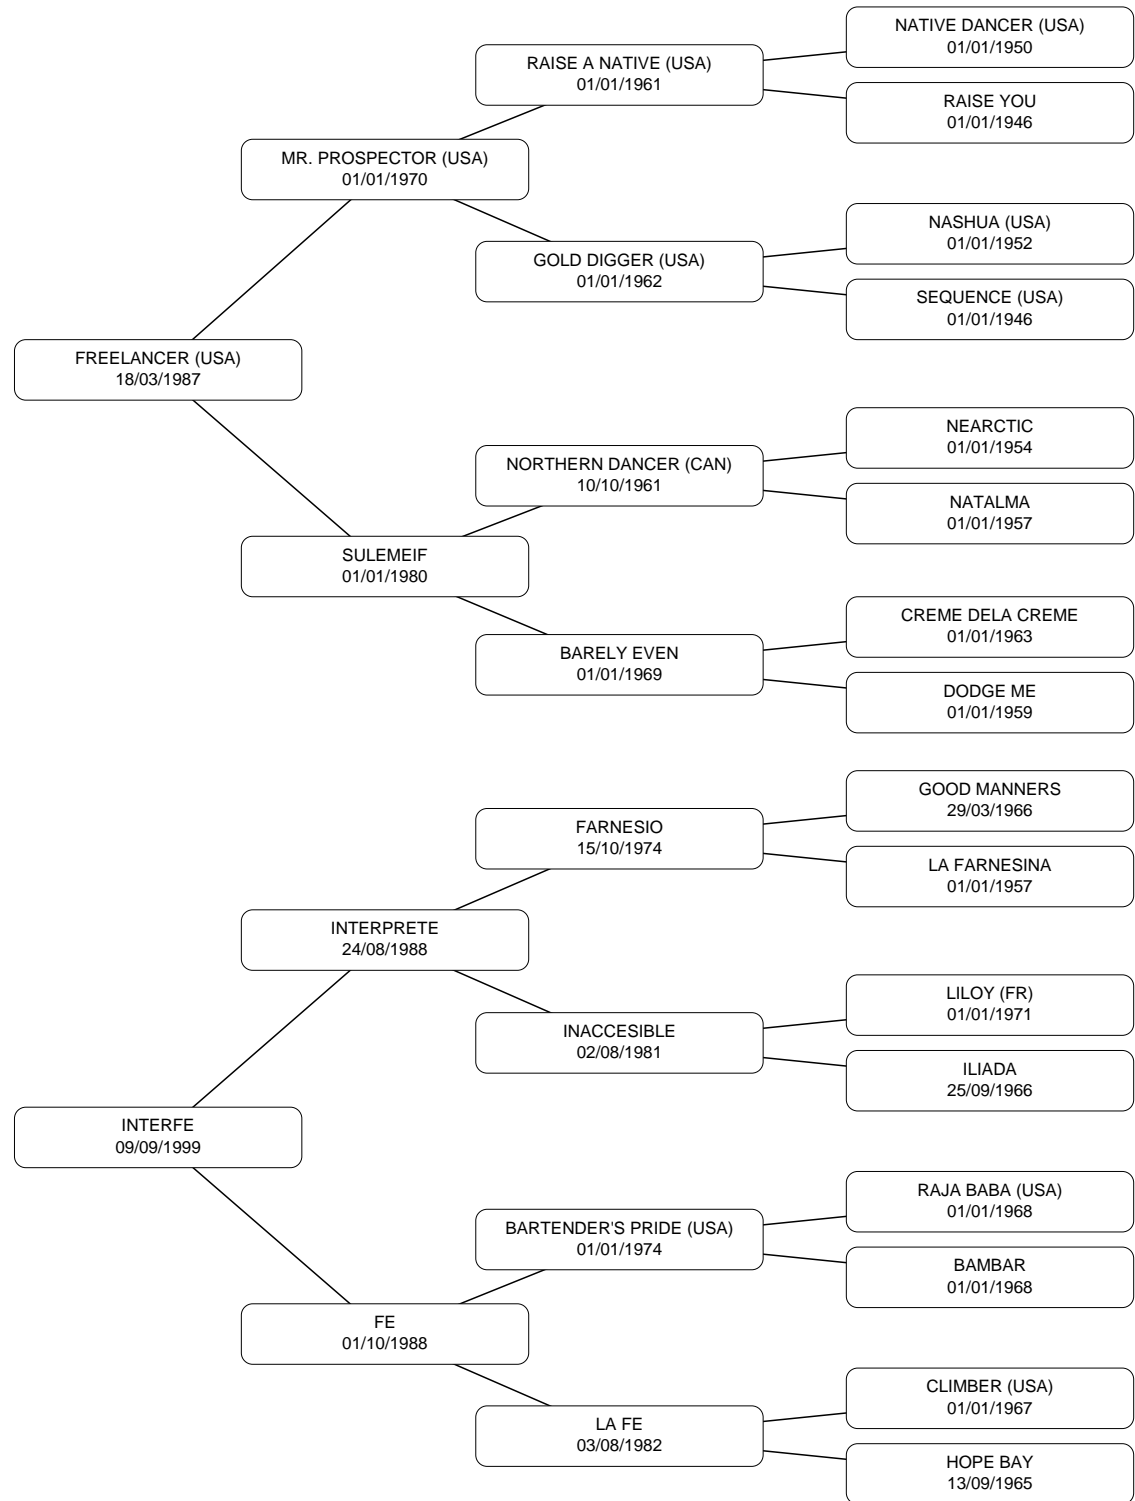 NATIVE DANCER (USA)
01/01/1950
RAISE A NATIVE (USA)
01/01/1961
RAISE YOU
01/01/1946
MR. PROSPECTOR (USA)
01/01/1970
NASHUA (USA)
01/01/1952
GOLD DIGGER (USA)
01/01/1962
SEQUENCE (USA)
01/01/1946
FREELANCER (USA)
18/03/1987
NEARCTIC
01/01/1954
NORTHERN DANCER (CAN)
10/10/1961
NATALMA
01/01/1957
SULEMEIF
01/01/1980
CREME DELA CREME
01/01/1963
BARELY EVEN
01/01/1969
DODGE ME
01/01/1959
GOOD MANNERS
29/03/1966
FARNESIO
15/10/1974
LA FARNESINA
01/01/1957
INTERPRETE
24/08/1988
LILOY (FR)
01/01/1971
INACCESIBLE
02/08/1981
ILIADA
25/09/1966
INTERFE
09/09/1999
RAJA BABA (USA)
01/01/1968
BARTENDER'S PRIDE (USA)
01/01/1974
BAMBAR
01/01/1968
FE
01/10/1988
CLIMBER (USA)
01/01/1967
LA FE
03/08/1982
HOPE BAY
13/09/1965